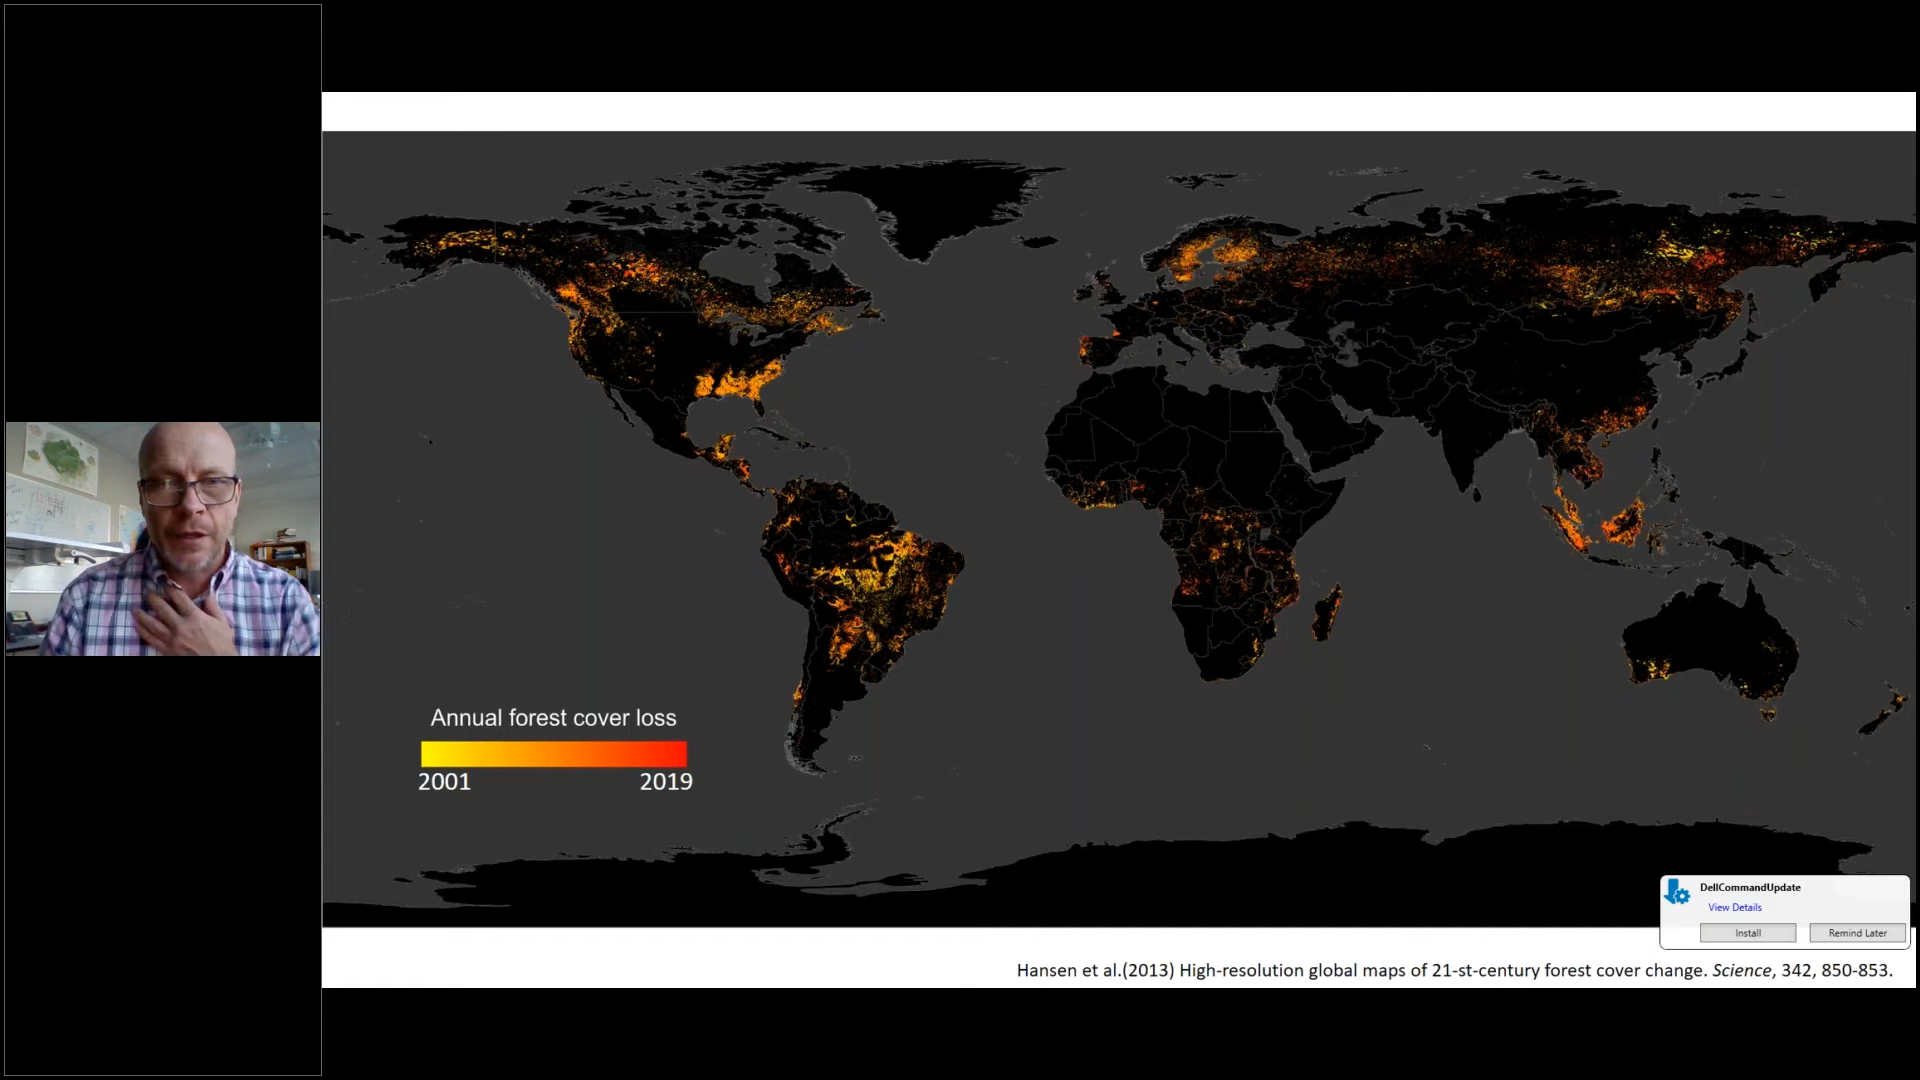 Annual forest cover loss
2001 2019
DellCommandUpdate
View Details
Install Remind Later
Hansen et al.(2013) High-resolution global maps of 21-st-century forest cover change. Science, 342, 850-853.